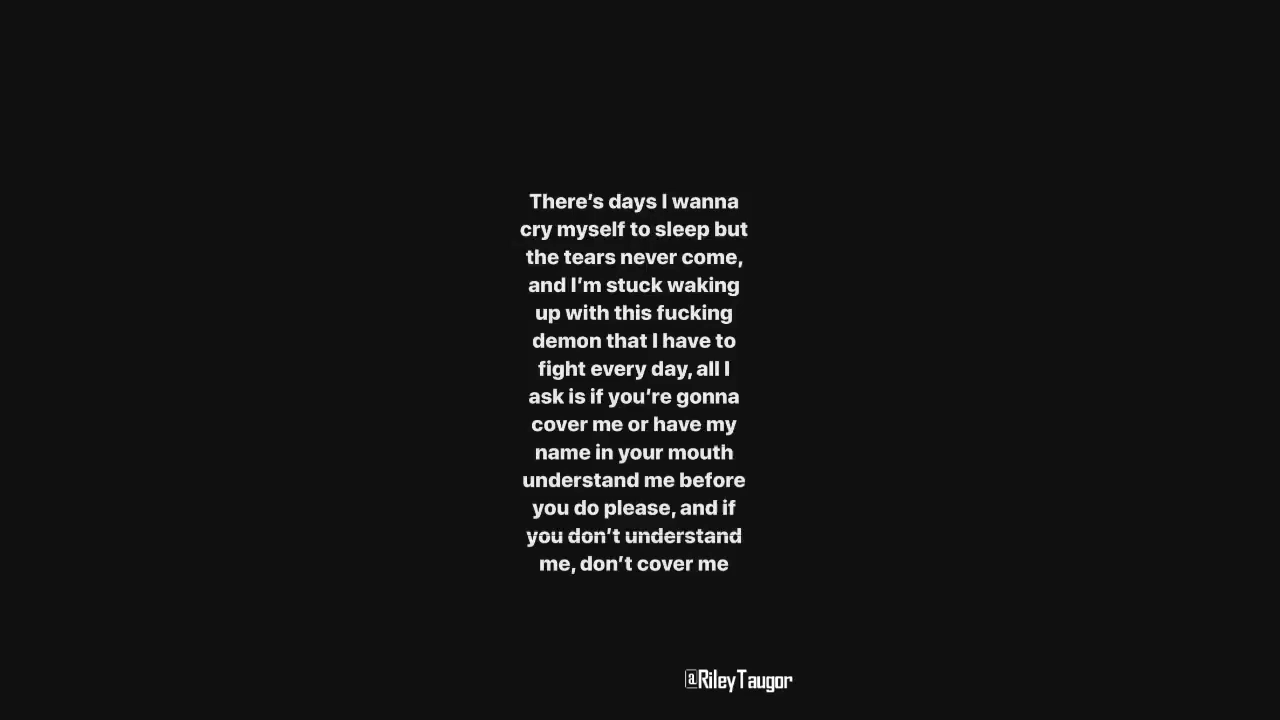 There’s days I wanna
cry myself to sleep but
the tears never come,
and I’m stuck waking
up with this fucking
demon that I have to
fight every day, all I
ask is if you’re gonna
cover me or have my
name in your mouth
understand me before
you do please, and if
you don’t understand
me, don’t cover me
@RileyTaugor